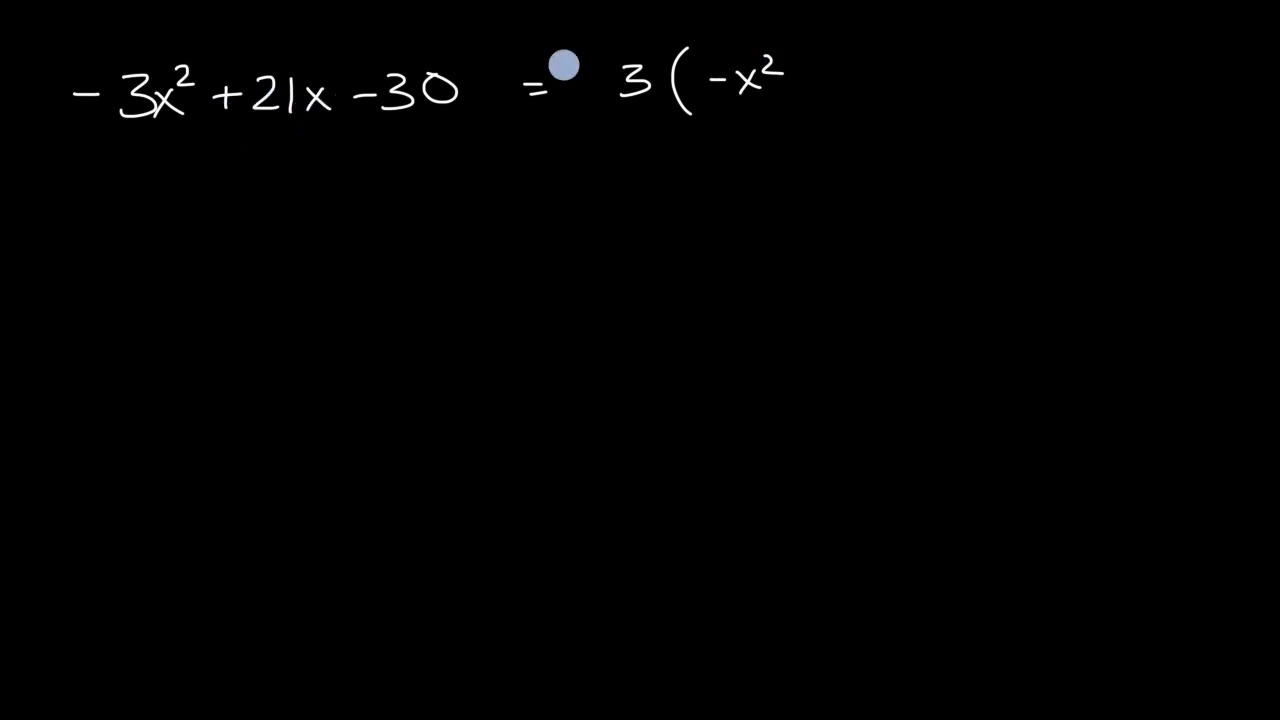 - 3x² + 21x - 30 = 3 ( -x²